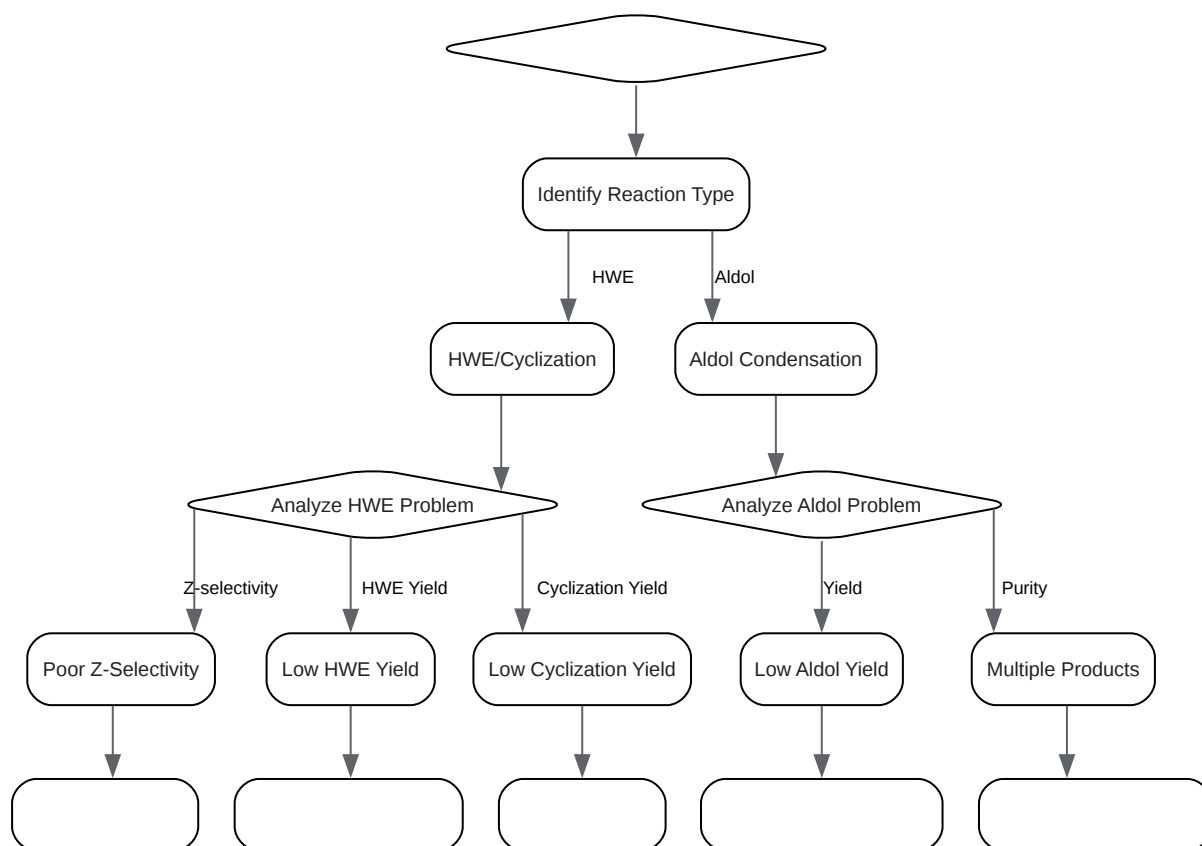 Identify Reaction Type
HWE
Aldol
HWE/Cyclization
Aldol Condensation
Analyze HWE Problem
Analyze Aldol Problem
Z-selectivity
HWE Yield
Cyclization Yield
Yield
Purity
Poor Z-Selectivity
Low HWE Yield
Low Cyclization Yield
Low Aldol Yield
Multiple Products